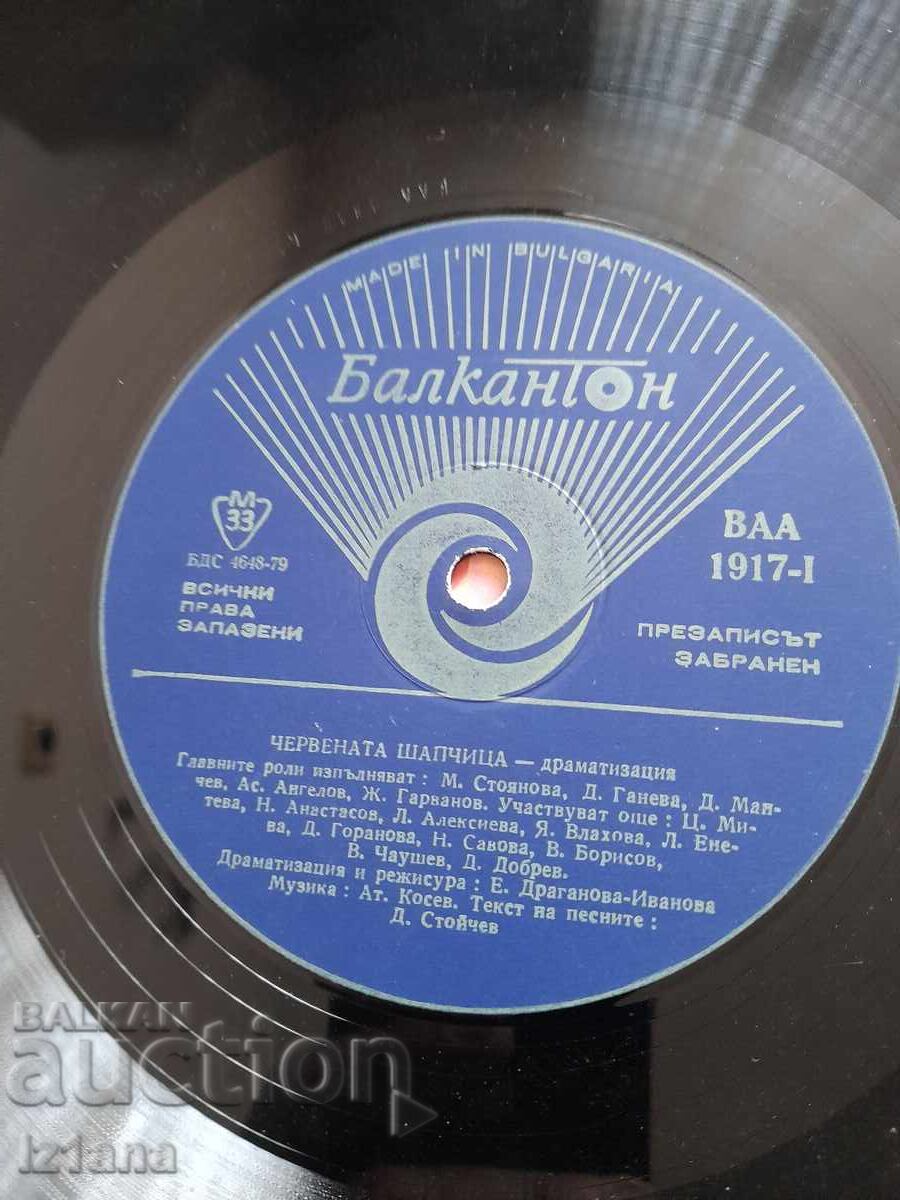 MADE IN BULGARIA
БалканТон
М
33
БДС 4648-79
ВСИЧКИ
ПРАВА
ЗАПАЗЕНИ
ВАА
1917-I
ПРЕЗАПИСЪТ
ЗАБРАНЕН
ЧЕРВЕНАТА ШАПЧИЦА — драматизация
Главните роли изпълняват : М. Стоянова, Д. Ганева, Д. Ман-
чев, Ас. Ангелов, Ж. Гарванов. Участвуват още : Ц. Ми-
тева, Н. Анастасов, Л. Алексиева, Я. Влахова, Л. Ене-
ва, Д. Горанова, Н. Савова, В. Борисов,
В. Чаушев, Д. Добрев.
Драматизация и режисура : Е. Драганова-Иванова
Музика : Ат. Косев. Текст на песните :
Д. Стойчев
BALKAN
auction
iz1ana